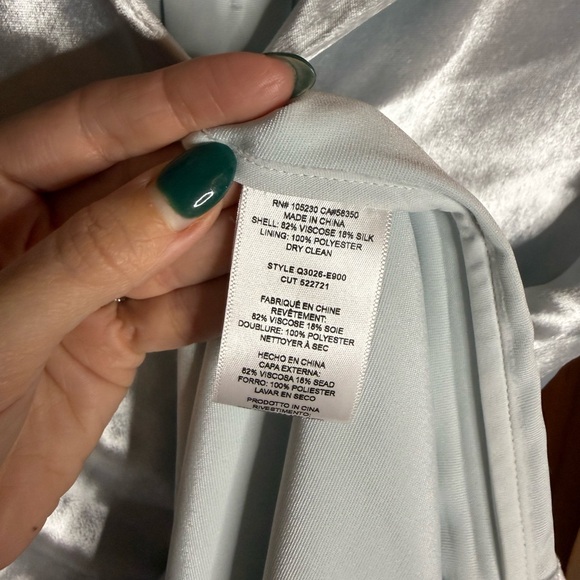 RN# 105230 CA#58350
MADE IN CHINA
SHELL: 82% VISCOSE 18% SILK
LINING: 100% POLYESTER
DRY CLEAN
STYLE Q3026-E900
CUT 522721
FABRIQUÉ EN CHINE
REVÊTEMENT:
82% VISCOSE 18% SOIE
DOUBLURE: 100% POLYESTER
NETTOYER À SEC
HECHO EN CHINA
CAPA EXTERNA:
82% VISCOSA 18% SEAD
FORRO: 100% POLYESTER
LAVAR EN SECO
PRODOTTO IN CINA
RIVESTIMENTO: